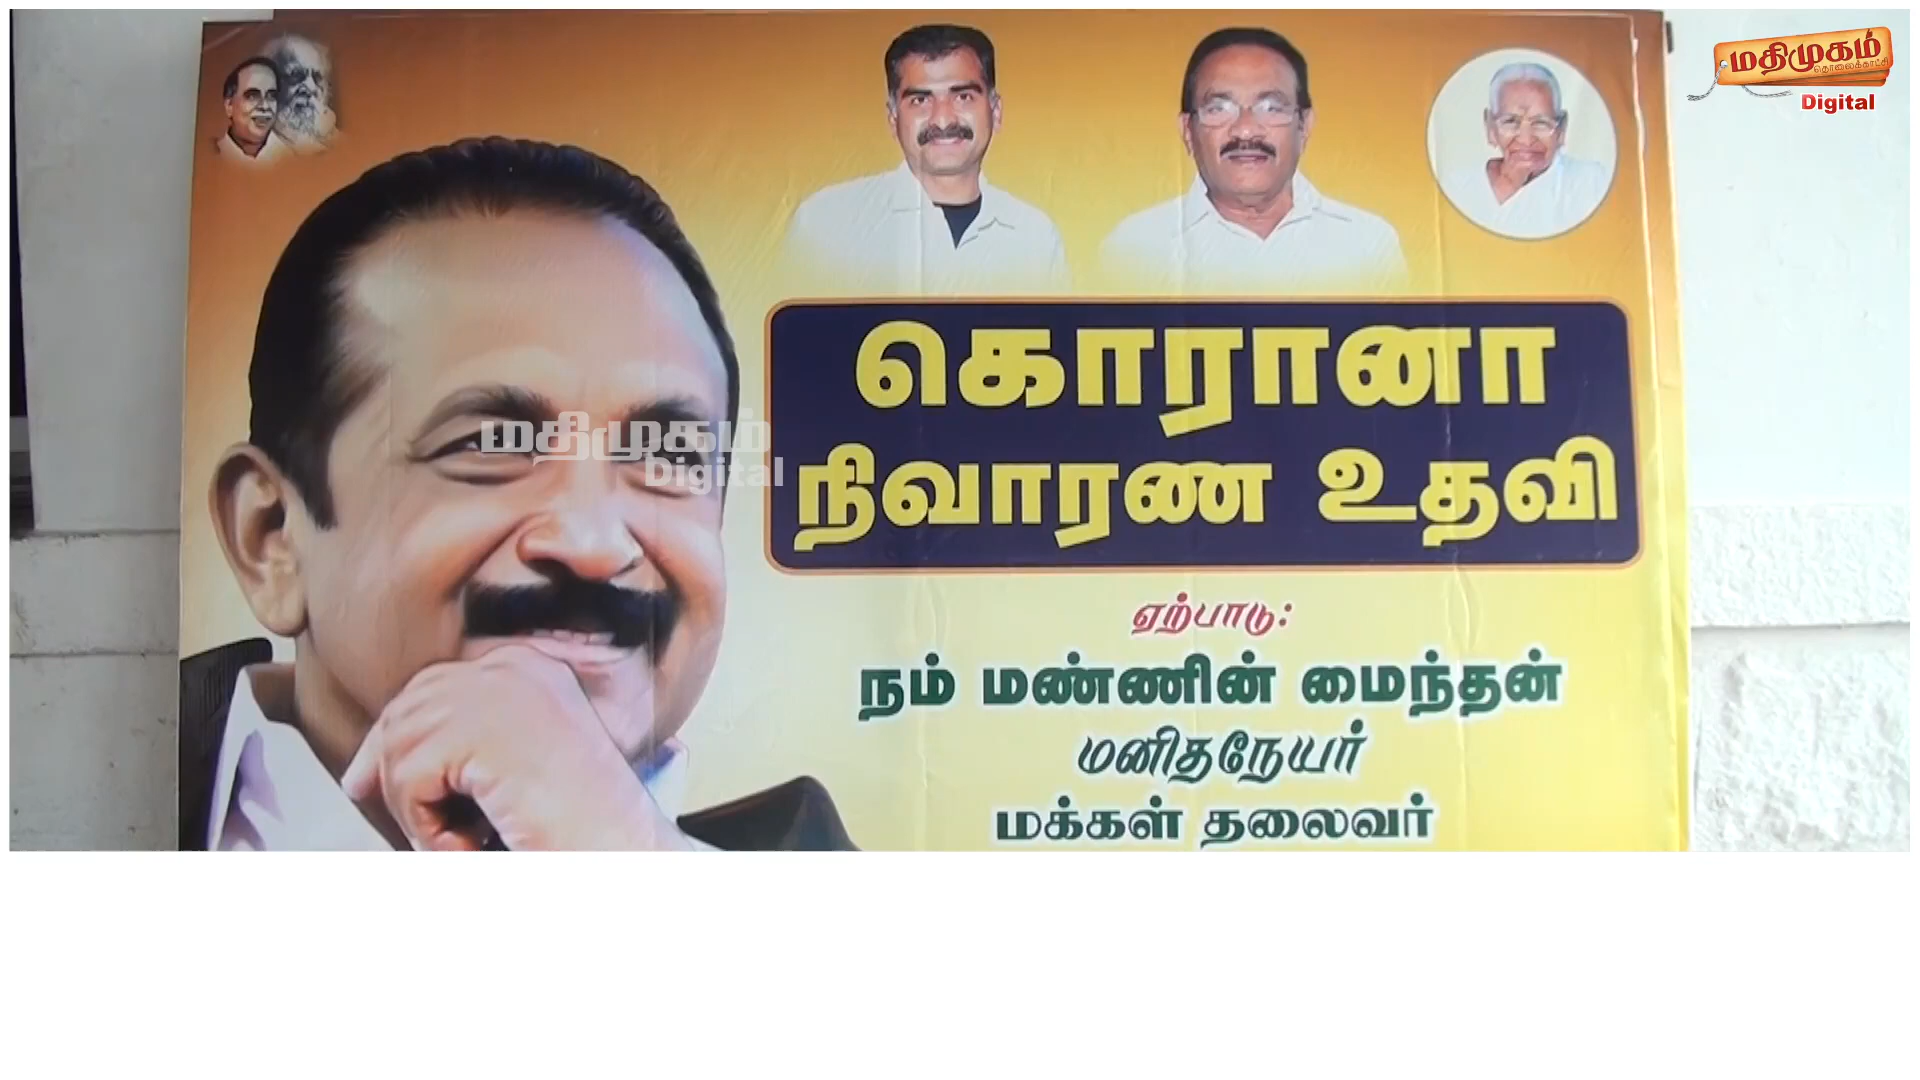 மதிமுகம்
தொலைக்காட்சி
Digital
கொரானா
நிவாரண உதவி
மதிமுகம்
Digital
ஏற்பாடு:
நம் மண்ணின் மைந்தன்
மனிதநேயர்
மக்கள் தலைவர்